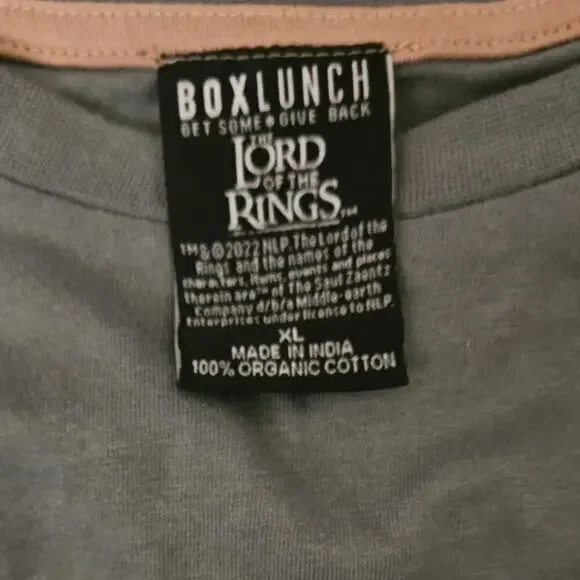 BOXLUNCH
GET SOME • GIVE BACK
THE
LORD
OF THE
RINGS™
™&©2022 NLP. The Lord of the
Rings and the names of the
characters, items, events and places
therein are ™ of The Saul Zaentz
Company d/b/a Middle-earth
Enterprises under license to NLP.
XL
MADE IN INDIA
100% ORGANIC COTTON